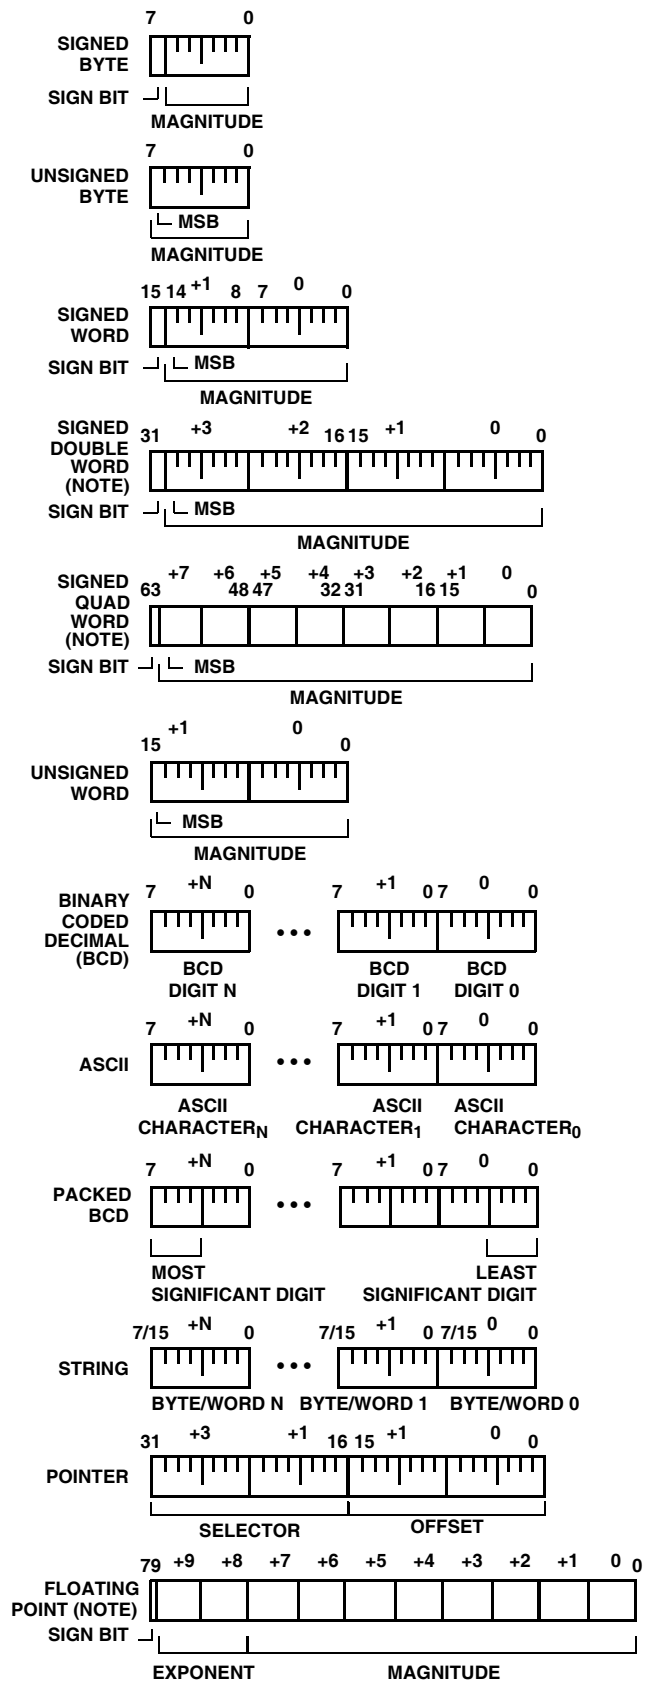 7 0
SIGNED
BYTE
SIGN BIT
MAGNITUDE
7 0
UNSIGNED
BYTE
MSB
MAGNITUDE
15 14 +1 8 7 0 0
SIGNED
WORD
SIGN BIT MSB
MAGNITUDE
SIGNED
DOUBLE
WORD
(NOTE)
31 +3 +2 16 15 +1 0 0
SIGN BIT MSB
MAGNITUDE
SIGNED
QUAD
WORD
(NOTE)
+7 +6 +5 +4 +3 +2 +1 0
63 48 47 32 31 16 15 0
SIGN BIT MSB
MAGNITUDE
+1 0
15 0
UNSIGNED
WORD
MSB
MAGNITUDE
BINARY
CODED
DECIMAL
(BCD)
7 +N 0 7 +1 0 7 0 0
•••
BCD
DIGIT N
BCD
DIGIT 1
BCD
DIGIT 0
7 +N 0 7 +1 0 7 0 0
ASCII •••
ASCII
CHARACTERN
ASCII
CHARACTER1
ASCII
CHARACTER0
7 +N 0 7 +1 0 7 0 0
PACKED
BCD
•••
MOST
SIGNIFICANT DIGIT
LEAST
SIGNIFICANT DIGIT
7/15 +N 0 7/15 +1 0 7/15 0 0
STRING •••
BYTE/WORD N BYTE/WORD 1 BYTE/WORD 0
31 +3 +1 16 15 +1 0 0
POINTER
SELECTOR OFFSET
79 +9 +8 +7 +6 +5 +4 +3 +2 +1 0 0
FLOATING
POINT (NOTE)
SIGN BIT
EXPONENT MAGNITUDE